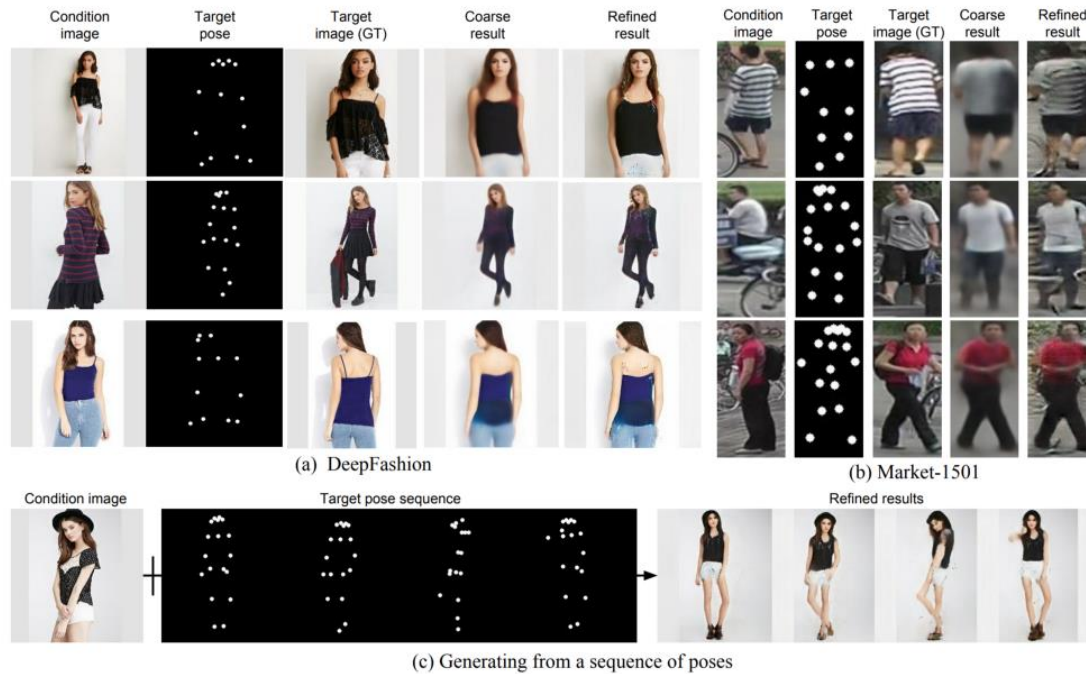 Condition image
Target pose
Target image (GT)
Coarse result
Refined result
Condition image
Target pose
Target image (GT)
Coarse result
Refined result
(a) DeepFashion
(b) Market-1501
Condition image
Target pose sequence
Refined results
(c) Generating from a sequence of poses